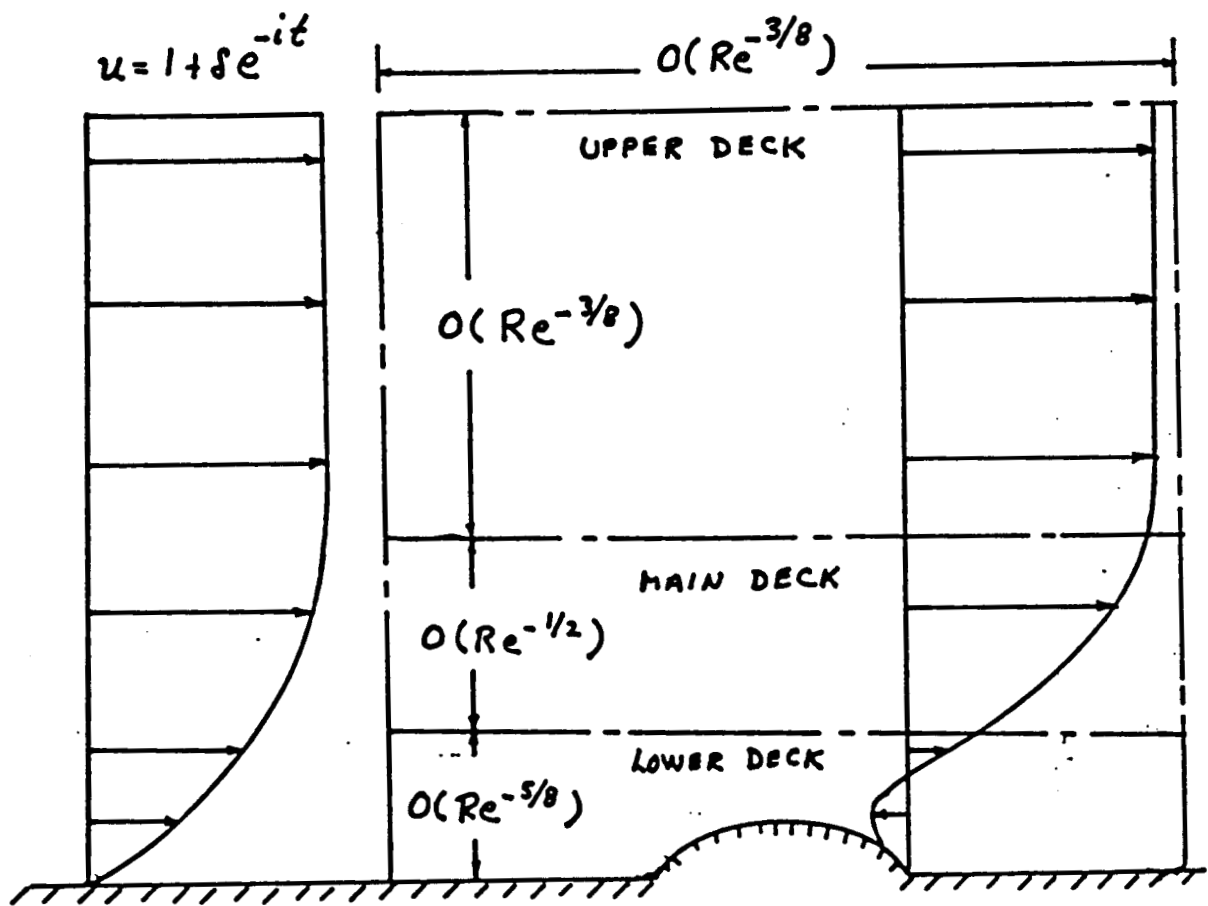 u = 1 + δe^{-it}
O(Re^{-3/8})
UPPER DECK
O(Re^{-3/8})
MAIN DECK
O(Re^{-1/2})
LOWER DECK
O(Re^{-5/8})